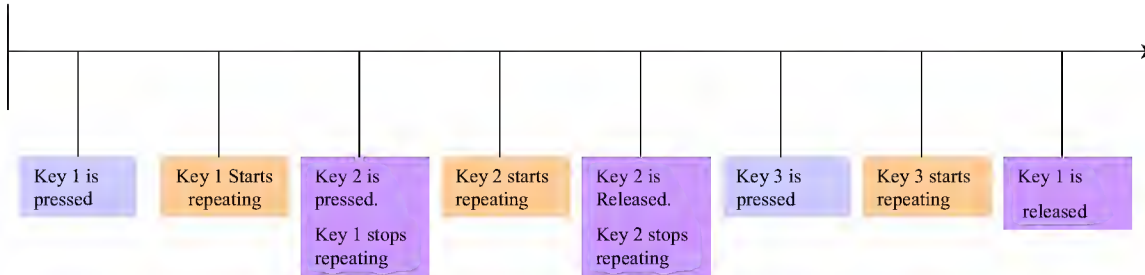 Key 1 is
pressed
Key 1 Starts
repeating
Key 2 is
pressed.
Key 1 stops
repeating
Key 2 starts
repeating
Key 2 is
Released.
Key 2 stops
repeating
Key 3 is
pressed
Key 3 starts
repeating
Key 1 is
released